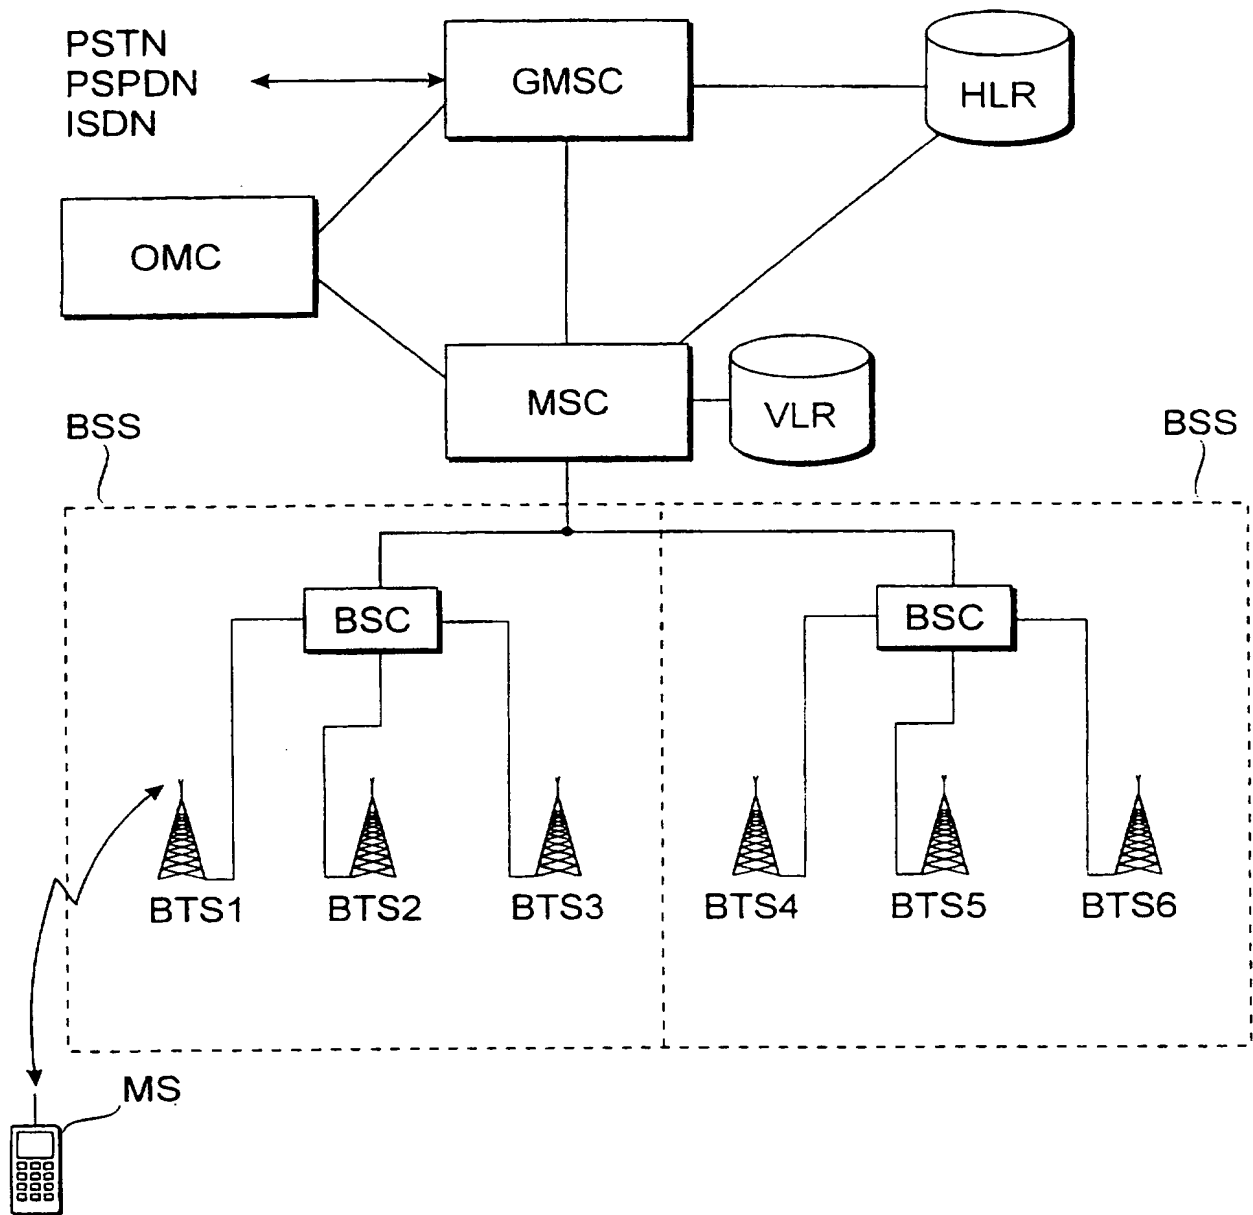 PSTN
PSPDN
ISDN
GMSC
HLR
OMC
MSC
VLR
BSS
BSS
BSC
BSC
BTS1
BTS2
BTS3
BTS4
BTS5
BTS6
MS